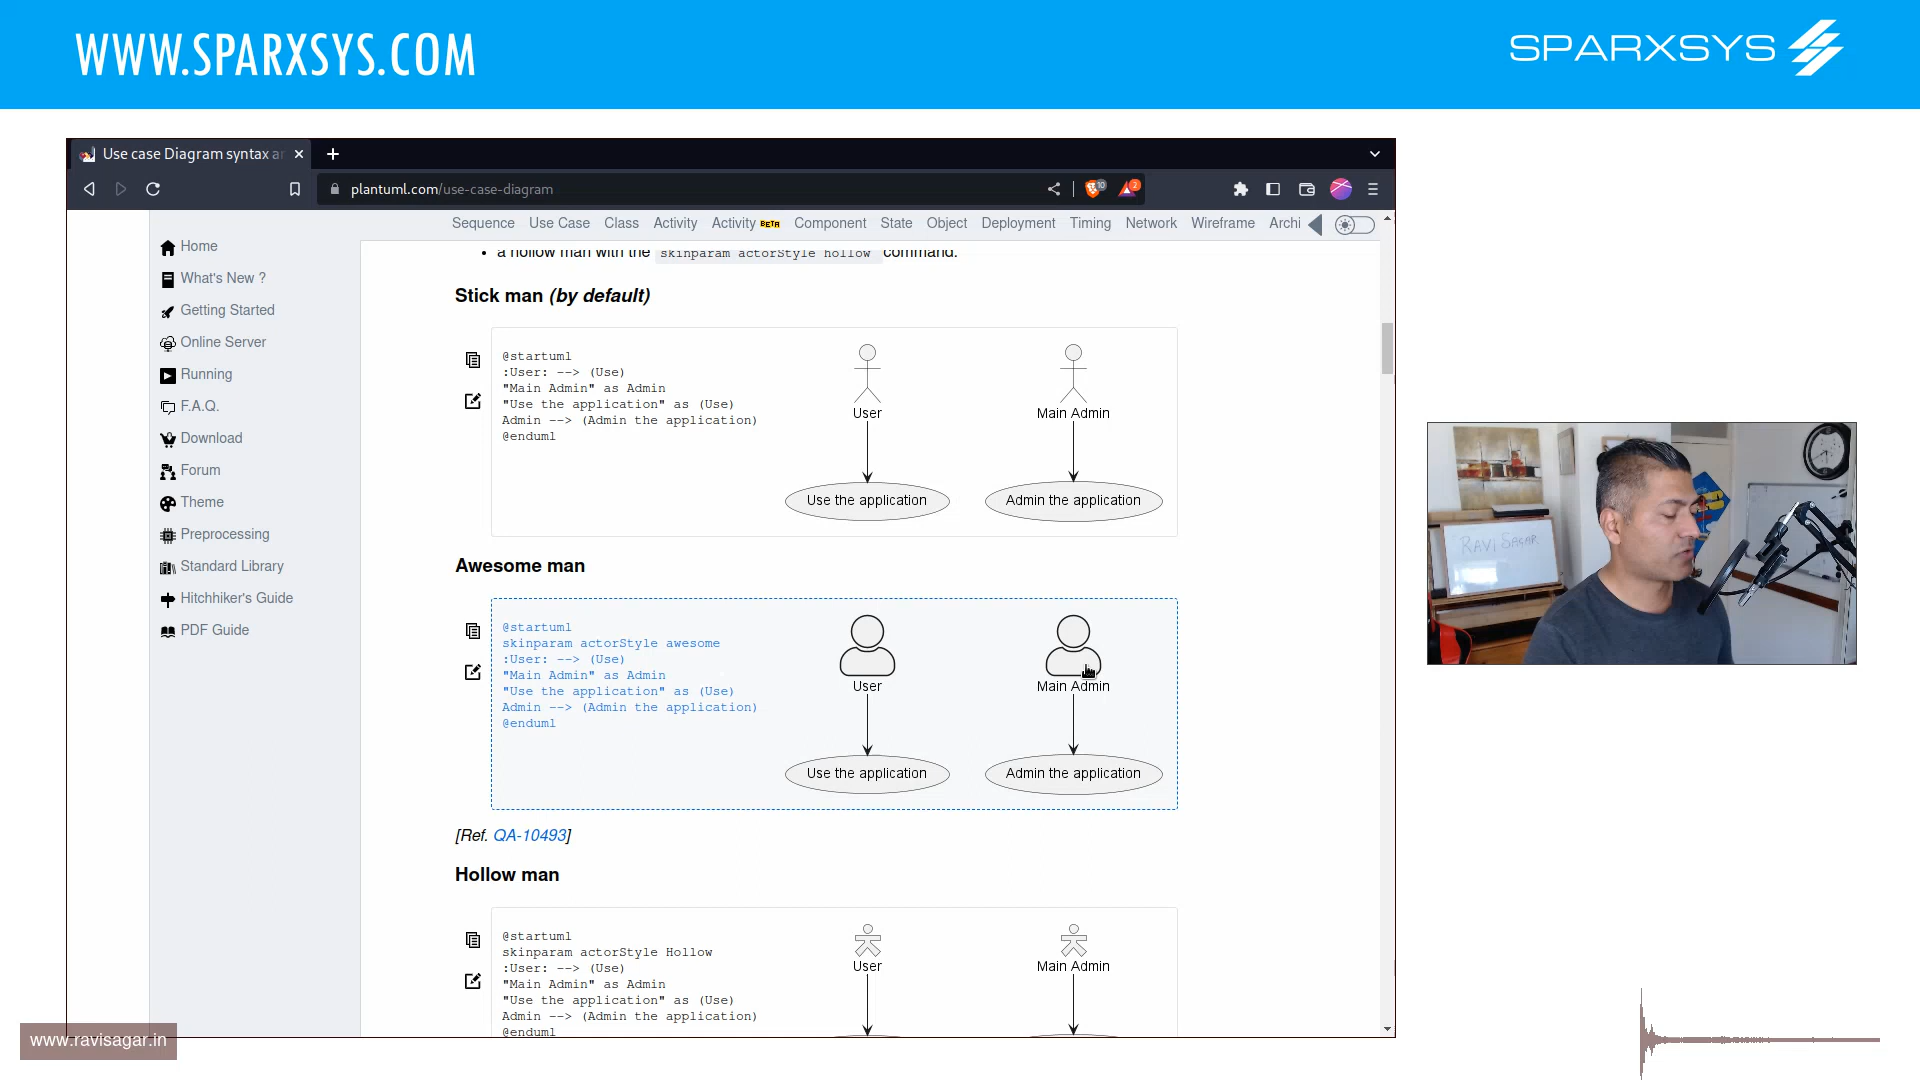 WWW.SPARXSYS.COM
SPARXSYS
Use case Diagram syntax a
plantuml.com/use-case-diagram
10
2
Sequence Use Case Class Activity Activity BETA Component State Object Deployment Timing Network Wireframe Archi
Home
What's New ?
Getting Started
Online Server
Running
F.A.Q.
Download
Forum
Theme
Preprocessing
Standard Library
Hitchhiker's Guide
PDF Guide
a hollow man with the skinparam actorStyle hollow command.
Stick man (by default)
@startuml
:User: --> (Use)
"Main Admin" as Admin
"Use the application" as (Use)
Admin --> (Admin the application)
@enduml
User
Main Admin
Use the application
Admin the application
Awesome man
@startuml
skinparam actorStyle awesome
:User: --> (Use)
"Main Admin" as Admin
"Use the application" as (Use)
Admin --> (Admin the application)
@enduml
User
Main Admin
Use the application
Admin the application
[Ref. QA-10493]
Hollow man
@startuml
skinparam actorStyle Hollow
:User: --> (Use)
"Main Admin" as Admin
"Use the application" as (Use)
Admin --> (Admin the application)
@enduml
User
Main Admin
RAVI SAGAR
www.ravisagar.in